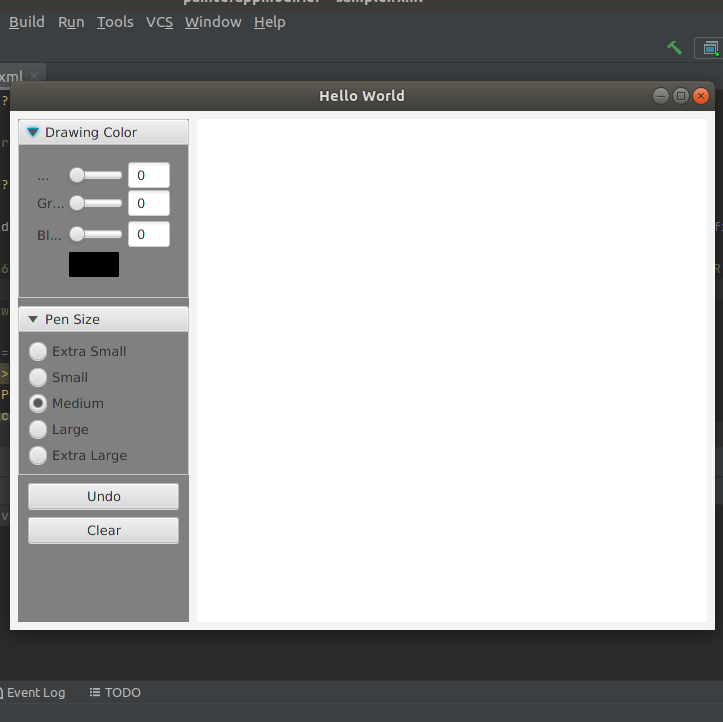 Build Run Tools VCS Window Help
xml
Hello World
Drawing Color
... 0
Gr... 0
Bl... 0
Pen Size
Extra Small
Small
Medium
Large
Extra Large
Undo
Clear
Event Log TODO